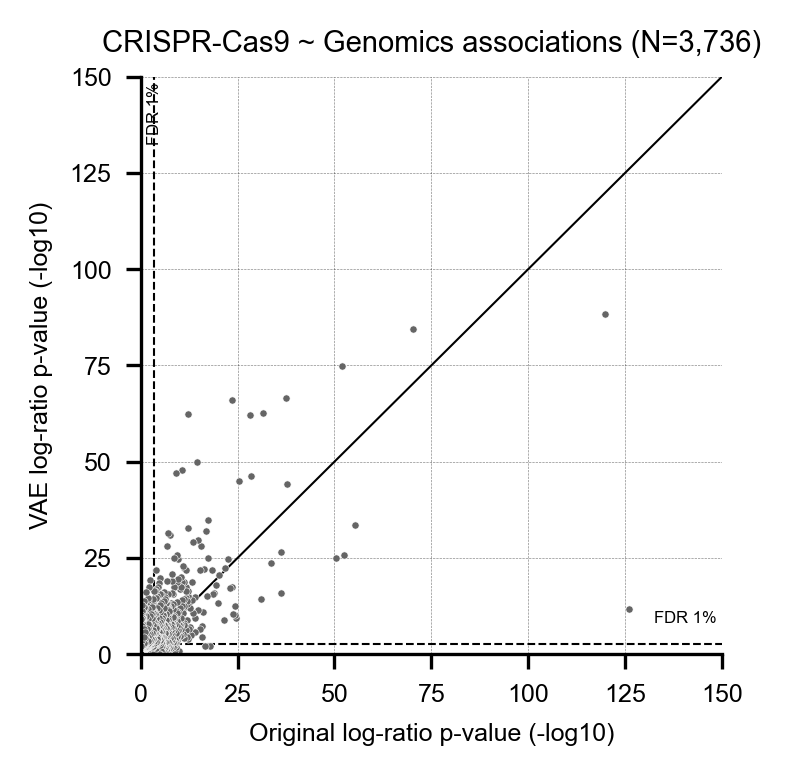 CRISPR-Cas9 ~ Genomics associations (N=3,736)
150
125
100
75
50
25
0
VAE log-ratio p-value (-log10)
FDR 1%
FDR 1%
0 25 50 75 100 125 150
Original log-ratio p-value (-log10)